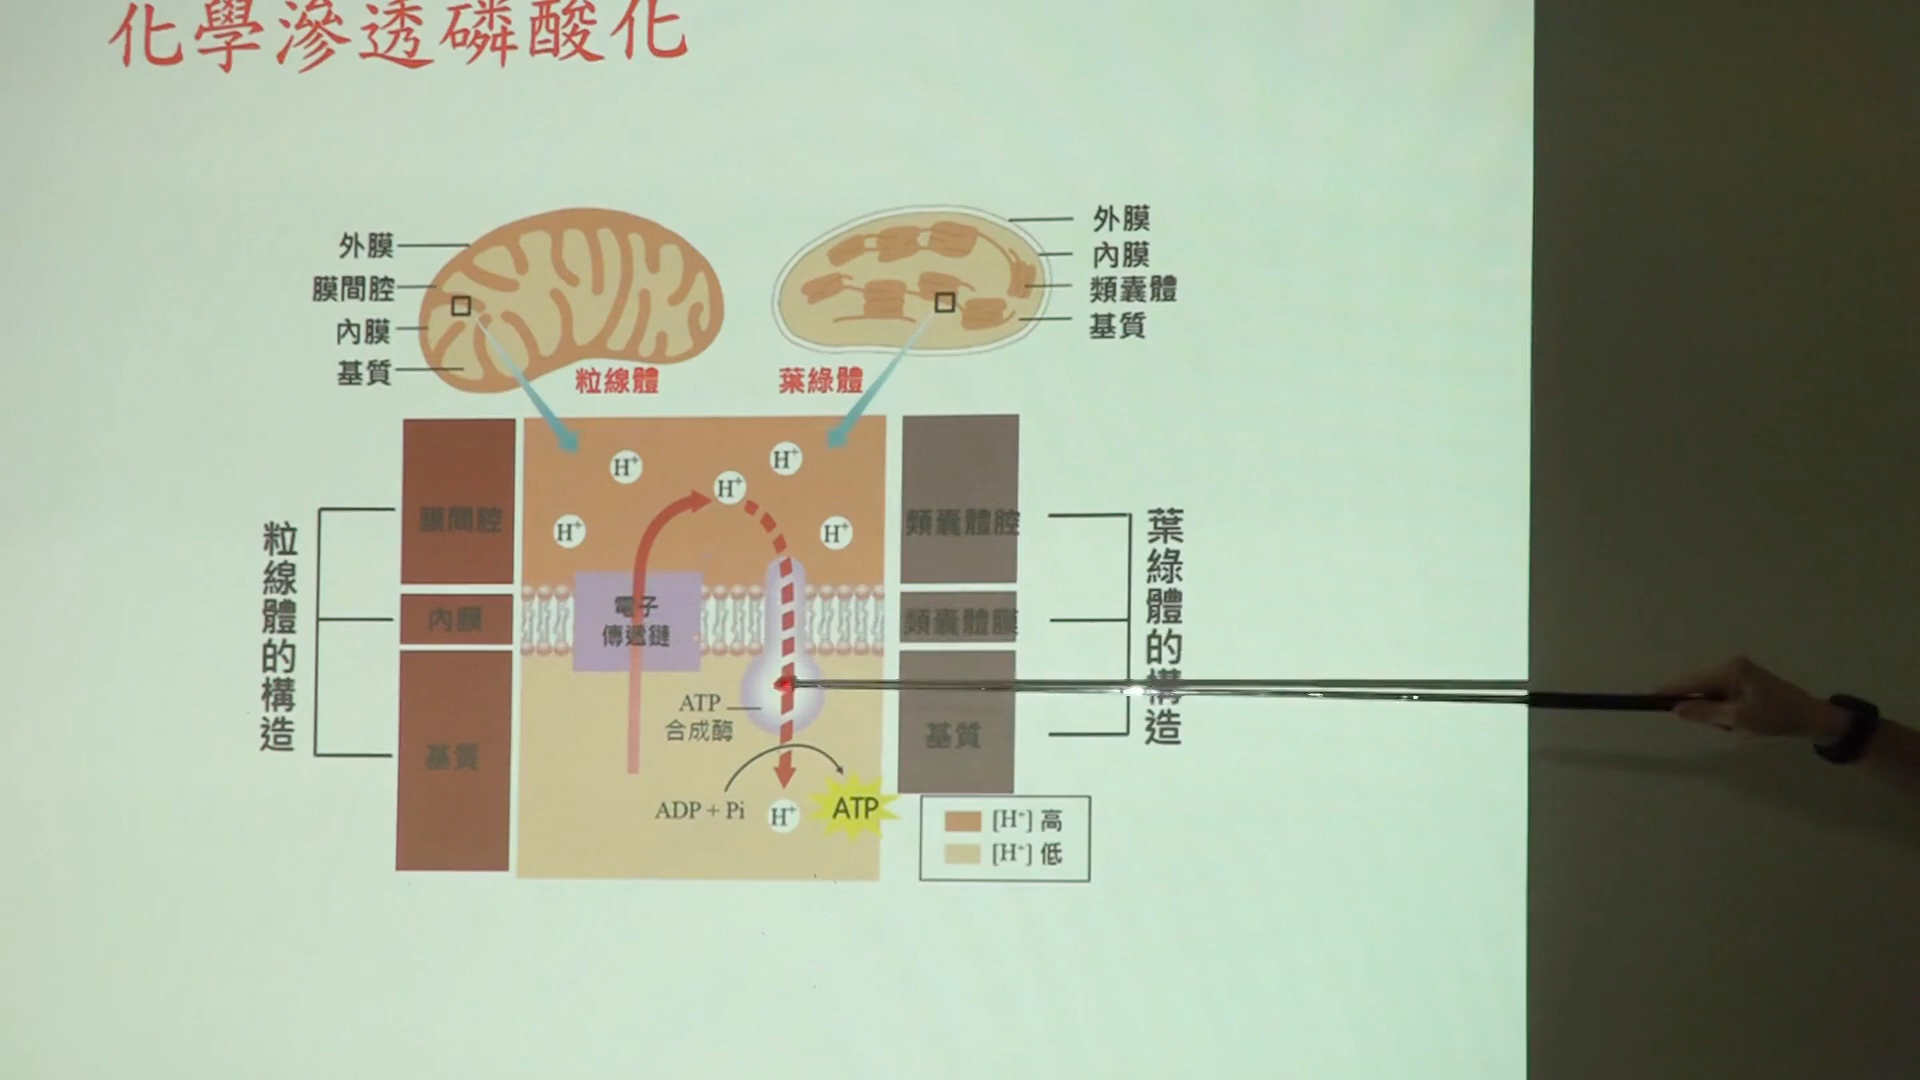 化學滲透磷酸化
外膜
膜間腔
內膜
基質
粒線體
外膜
內膜
類囊體
基質
葉綠體
粒線體的構造
膜間腔
內膜
基質
H⁺
H⁺
H⁺
H⁺
H⁺
電子
傳遞鏈
ATP
合成酶
ADP + Pi
H⁺
ATP
類囊體腔
類囊體膜
基質
葉綠體的構造
[H⁺] 高
[H⁺] 低